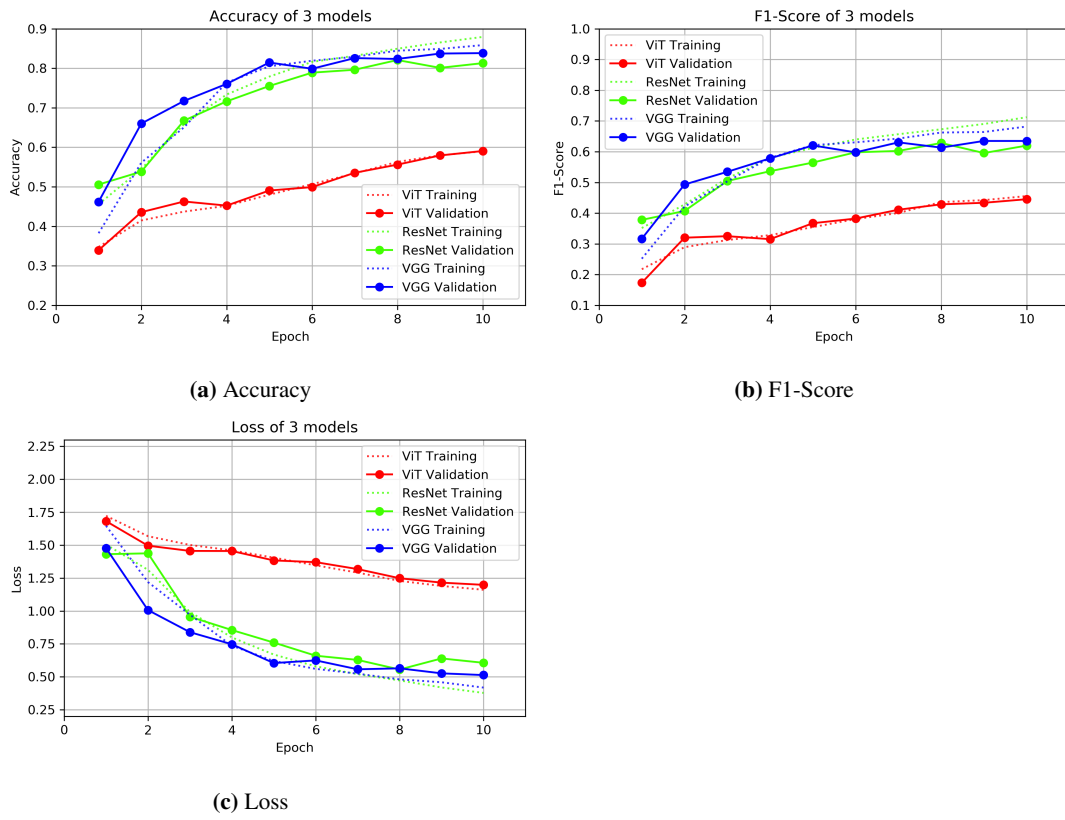 Accuracy of 3 models
0.9
0.8
0.7
0.6
0.5
0.4
0.3
0.2
Accuracy
ViT Training
ViT Validation
ResNet Training
ResNet Validation
VGG Training
VGG Validation
0 2 4 6 8 10
Epoch
(a) Accuracy
F1-Score of 3 models
1.0
0.9
0.8
0.7
0.6
0.5
0.4
0.3
0.2
0.1
F1-Score
ViT Training
ViT Validation
ResNet Training
ResNet Validation
VGG Training
VGG Validation
0 2 4 6 8 10
Epoch
(b) F1-Score
Loss of 3 models
2.25
2.00
1.75
1.50
1.25
1.00
0.75
0.50
0.25
Loss
ViT Training
ViT Validation
ResNet Training
ResNet Validation
VGG Training
VGG Validation
0 2 4 6 8 10
Epoch
(c) Loss